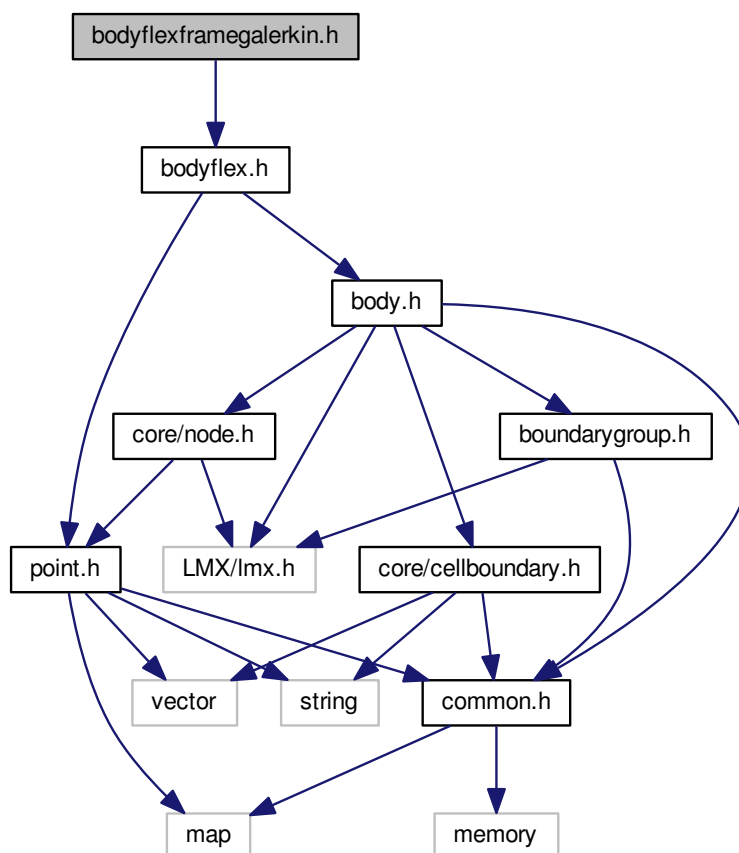 bodyflexframegalerkin.h
bodyflex.h
body.h
core/node.h
boundarygroup.h
point.h
LMX/lmx.h
core/cellboundary.h
vector
string
common.h
map
memory